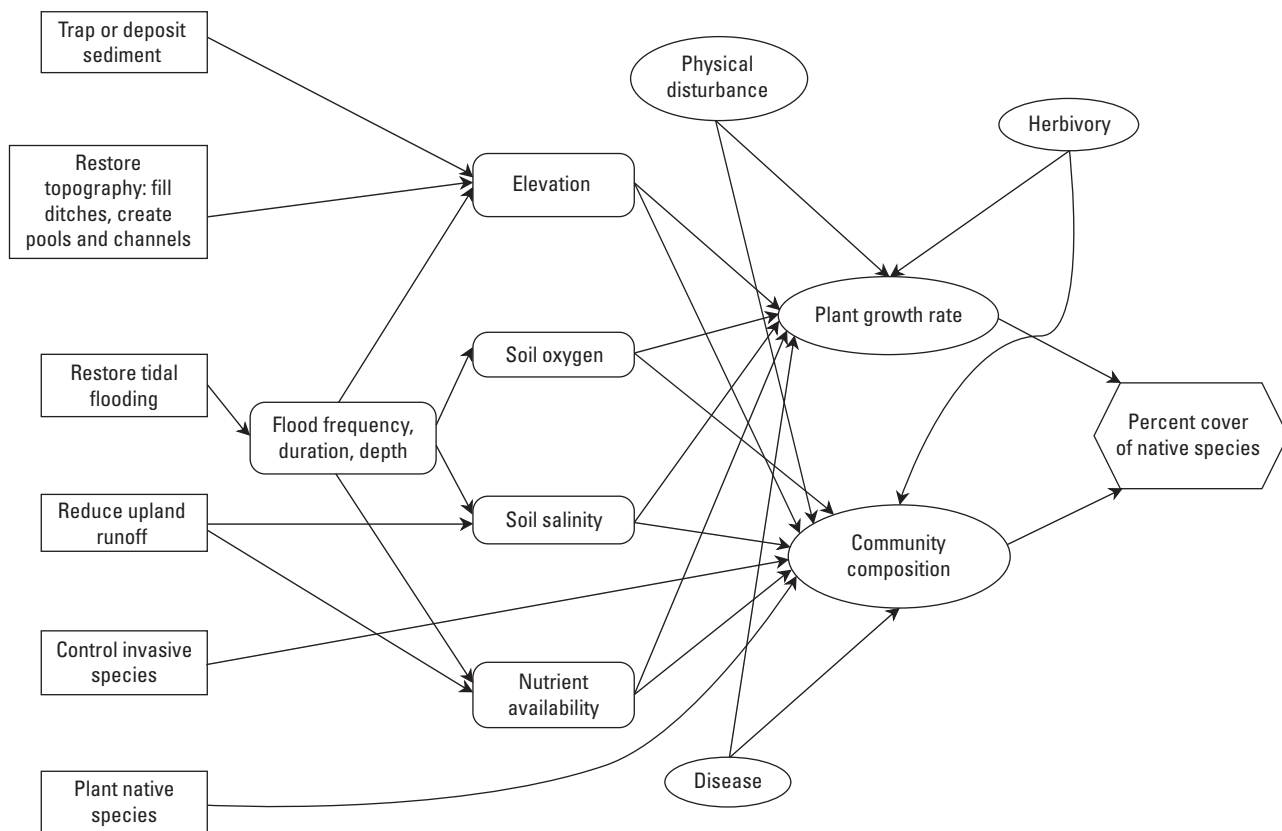 Trap or deposit
sediment
Physical
disturbance
Herbivory
Restore
topography: fill
ditches, create
pools and channels
Elevation
Plant growth rate
Restore tidal
flooding
Soil oxygen
Flood frequency,
duration, depth
Percent cover
of native species
Reduce upland
runoff
Soil salinity
Community
composition
Control invasive
species
Nutrient
availability
Plant native
species
Disease